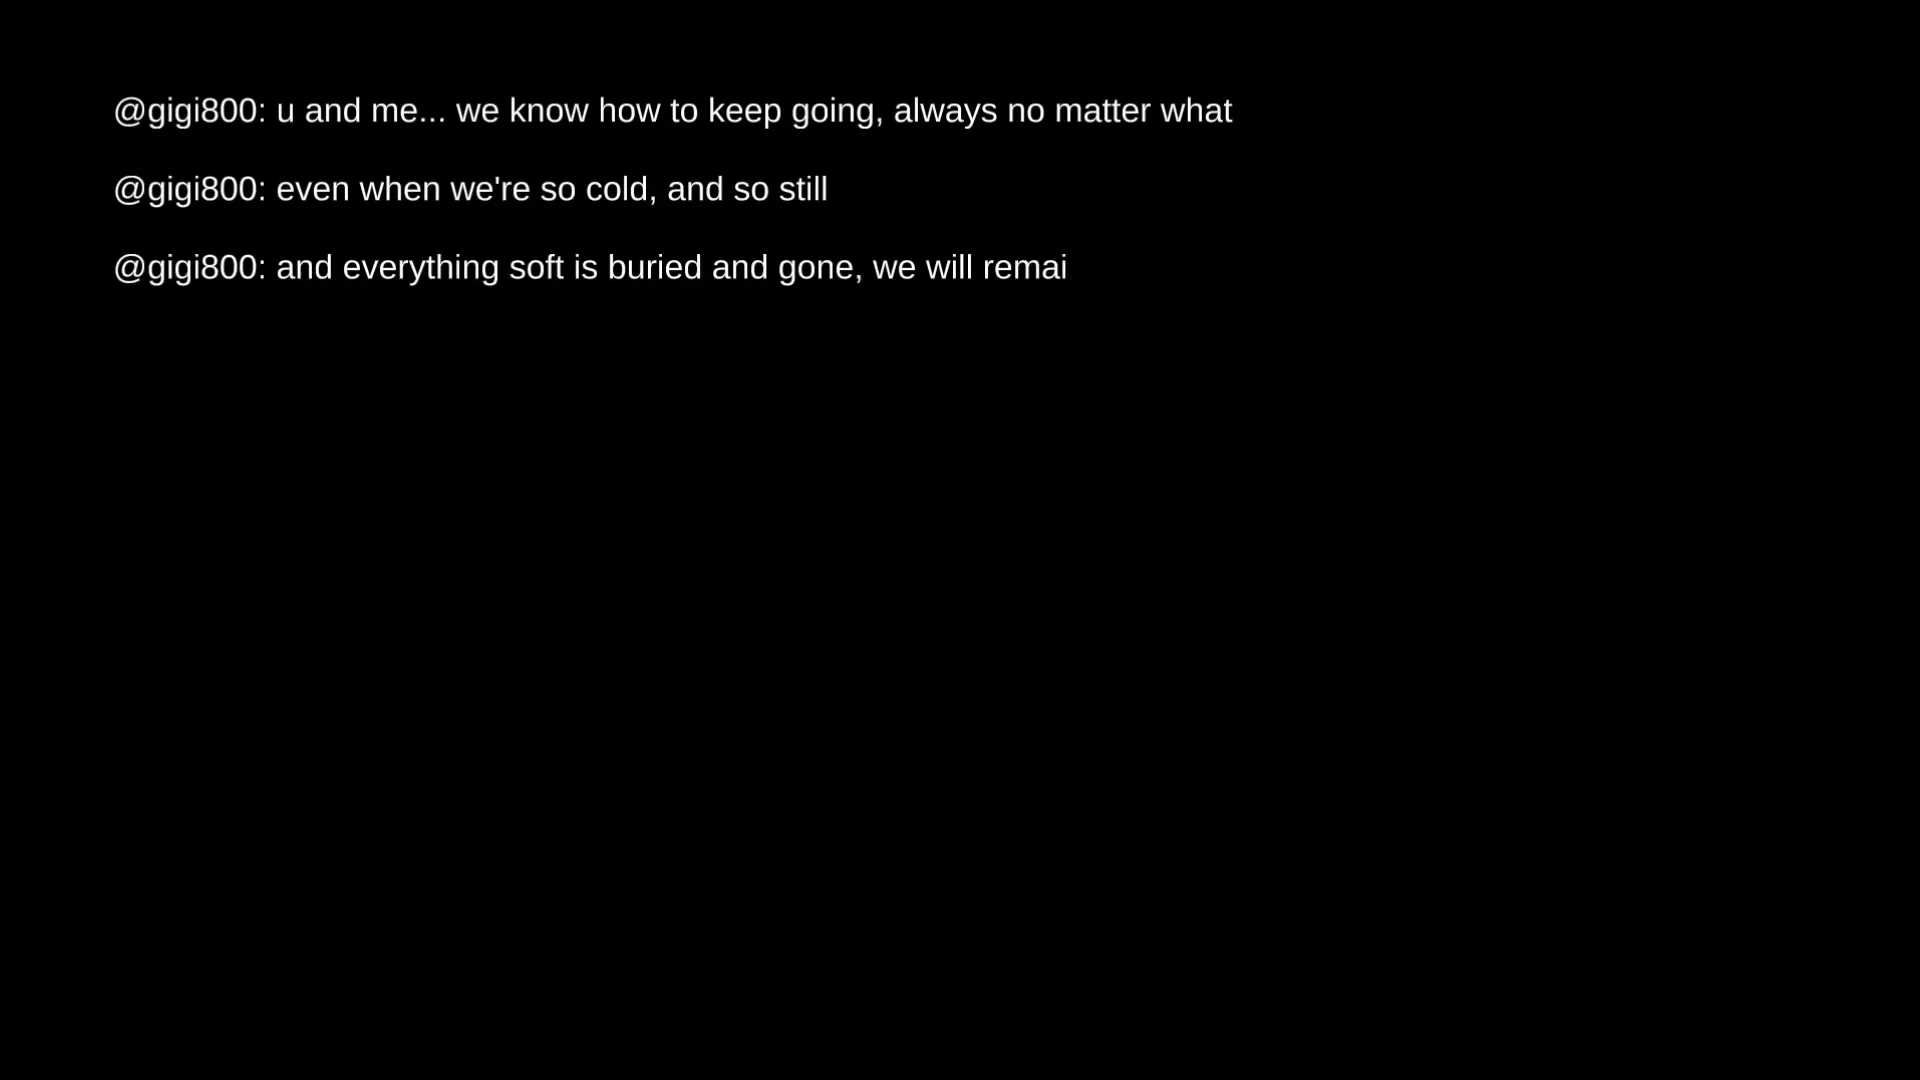 @gigi800: u and me... we know how to keep going, always no matter what
@gigi800: even when we're so cold, and so still
@gigi800: and everything soft is buried and gone, we will remai